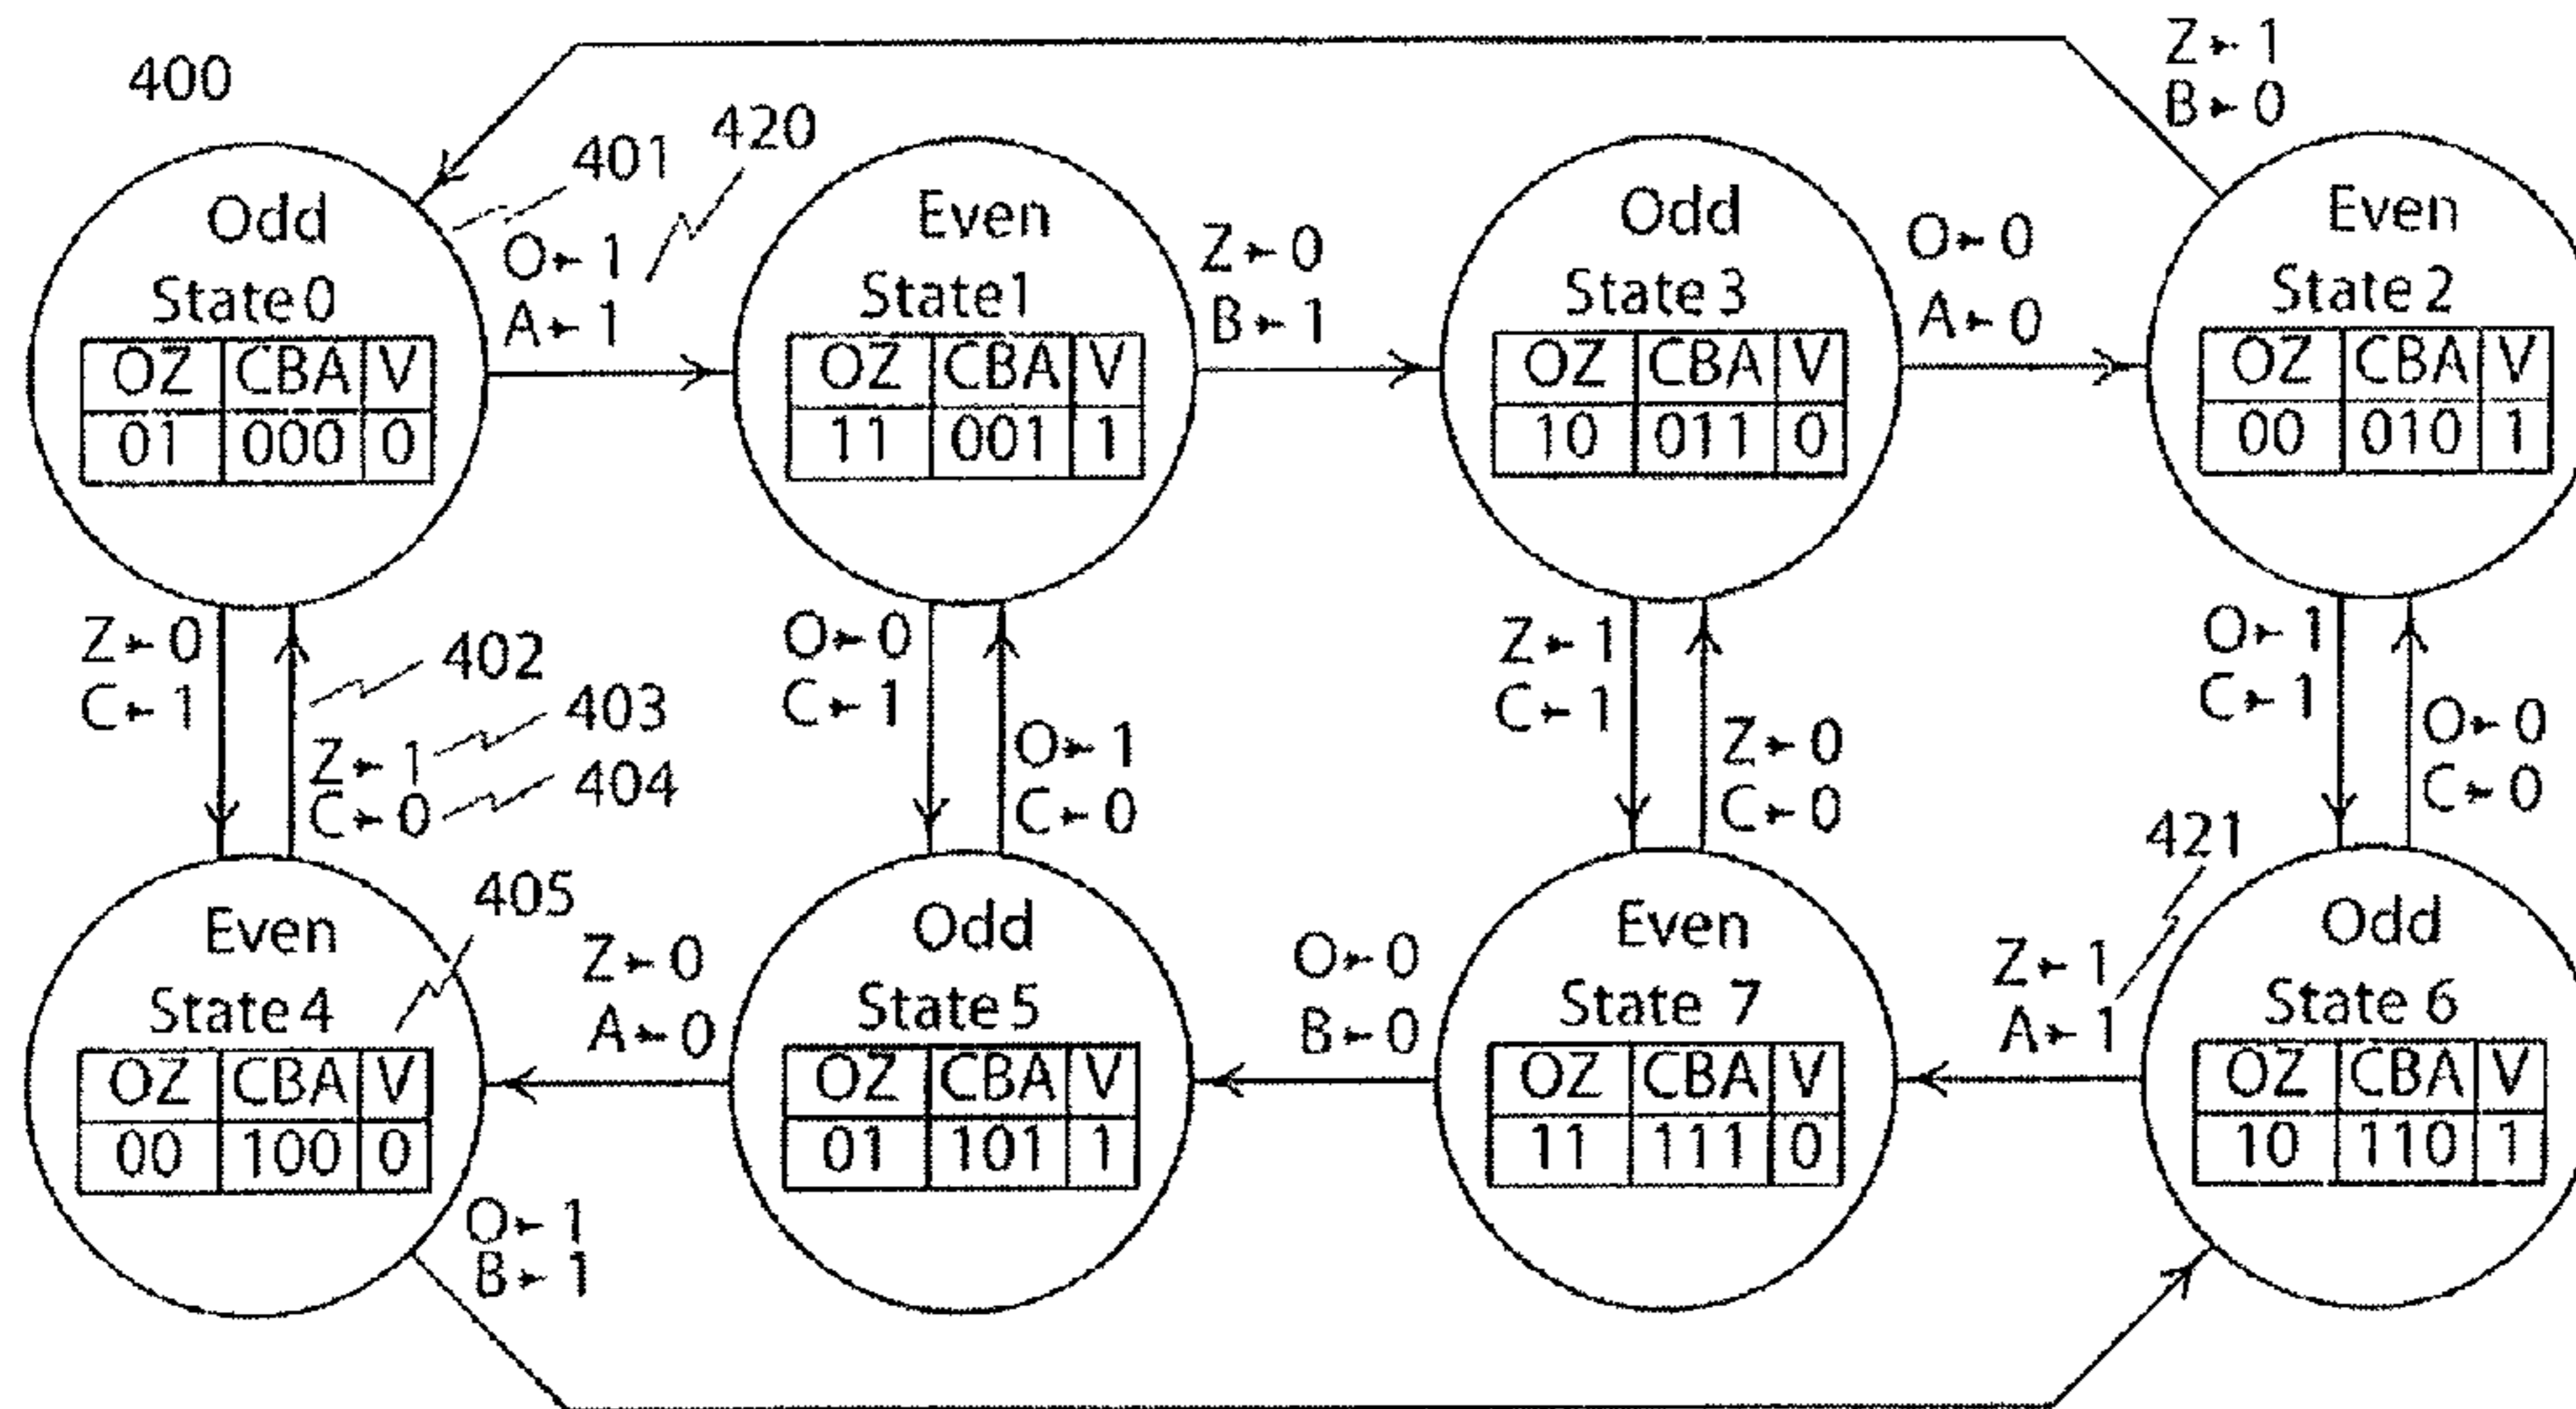 400
401
420
Z ← 1
B ← 0
Odd
State 0
OZ CBA V
01 000 0
O ← 1
A ← 1
Even
State 1
OZ CBA V
11 001 1
Z ← 0
B ← 1
Odd
State 3
OZ CBA V
10 011 0
O ← 0
A ← 0
Even
State 2
OZ CBA V
00 010 1
Z ← 0
C ← 1
402
Z ← 1
403
C ← 0
404
O ← 0
C ← 1
O ← 1
C ← 0
Z ← 1
C ← 1
Z ← 0
C ← 0
O ← 1
C ← 1
O ← 0
C ← 0
421
405
Even
State 4
OZ CBA V
00 100 0
Z ← 0
A ← 0
Odd
State 5
OZ CBA V
01 101 1
O ← 0
B ← 0
Even
State 7
OZ CBA V
11 111 0
Z ← 1
A ← 1
Odd
State 6
OZ CBA V
10 110 1
O ← 1
B ← 1